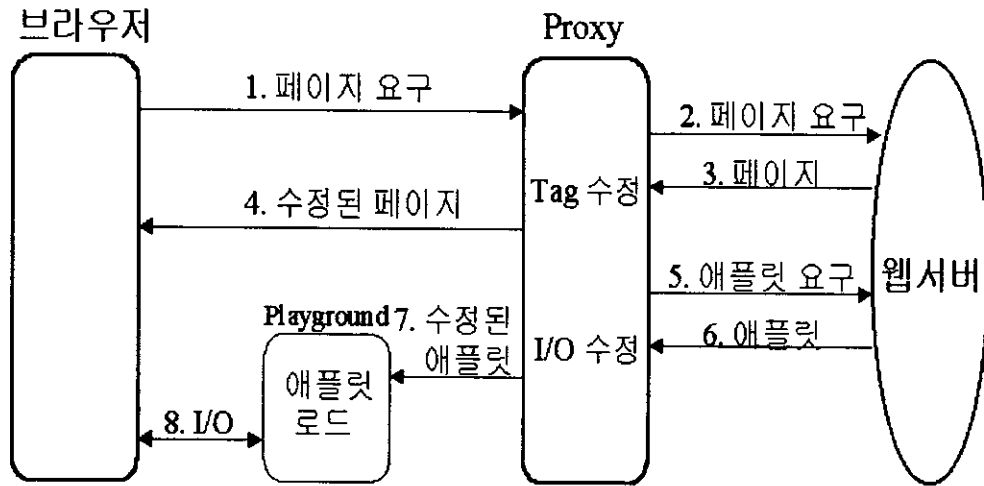 브라우저
Proxy
1. 페이지 요구
2. 페이지 요구
3. 페이지
Tag 수정
4. 수정된 페이지
5. 애플릿 요구
웹서버
Playground
7. 수정된
애플릿
I/O 수정
6. 애플릿
애플릿
로드
8. I/O